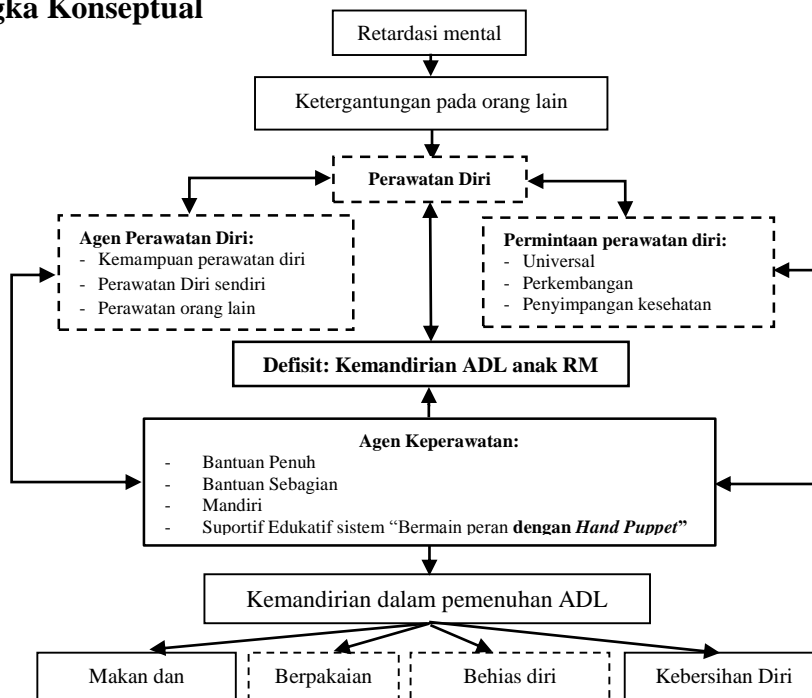 gka Konseptual
Retardasi mental
Ketergantungan pada orang lain
Perawatan Diri
Agen Perawatan Diri:
- Kemampuan perawatan diri
- Perawatan Diri sendiri
- Perawatan orang lain
Permintaan perawatan diri:
- Universal
- Perkembangan
- Penyimpangan kesehatan
Defisit: Kemandirian ADL anak RM
Agen Keperawatan:
- Bantuan Penuh
- Bantuan Sebagian
- Mandiri
- Suportif Edukatif sistem “Bermain peran dengan Hand Puppet”
Kemandirian dalam pemenuhan ADL
Makan dan
Berpakaian
Behias diri
Kebersihan Diri